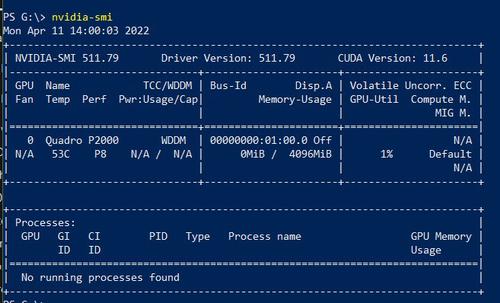 PS G:\> nvidia-smi
Mon Apr 11 14:00:03 2022
NVIDIA-SMI 511.79 Driver Version: 511.79 CUDA Version: 11.6
GPU Name TCC/WDDM | Bus-Id Disp.A | Volatile Uncorr. ECC
Fan Temp Perf Pwr:Usage/Cap| Memory-Usage | GPU-Util Compute M.
MIG M.
0 Quadro P2000 WDDM | 00000000:01:00.0 Off | N/A
N/A 53C P8 N/A / N/A | 0MiB / 4096MiB | 1% Default
N/A
Processes:
GPU GI CI PID Type Process name GPU Memory
ID ID Usage
No running processes found
PS G:\>